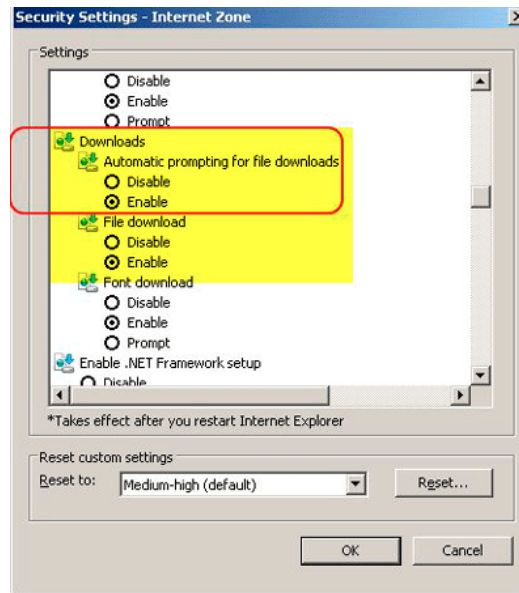 Security Settings - Internet Zone
Settings
Disable
Enable
Prompt
Downloads
Automatic prompting for file downloads
Disable
Enable
File download
Disable
Enable
Font download
Disable
Enable
Prompt
Enable .NET Framework setup
Disable
*Takes effect after you restart Internet Explorer
Reset custom settings
Reset to: Medium-high (default) Reset...
OK Cancel